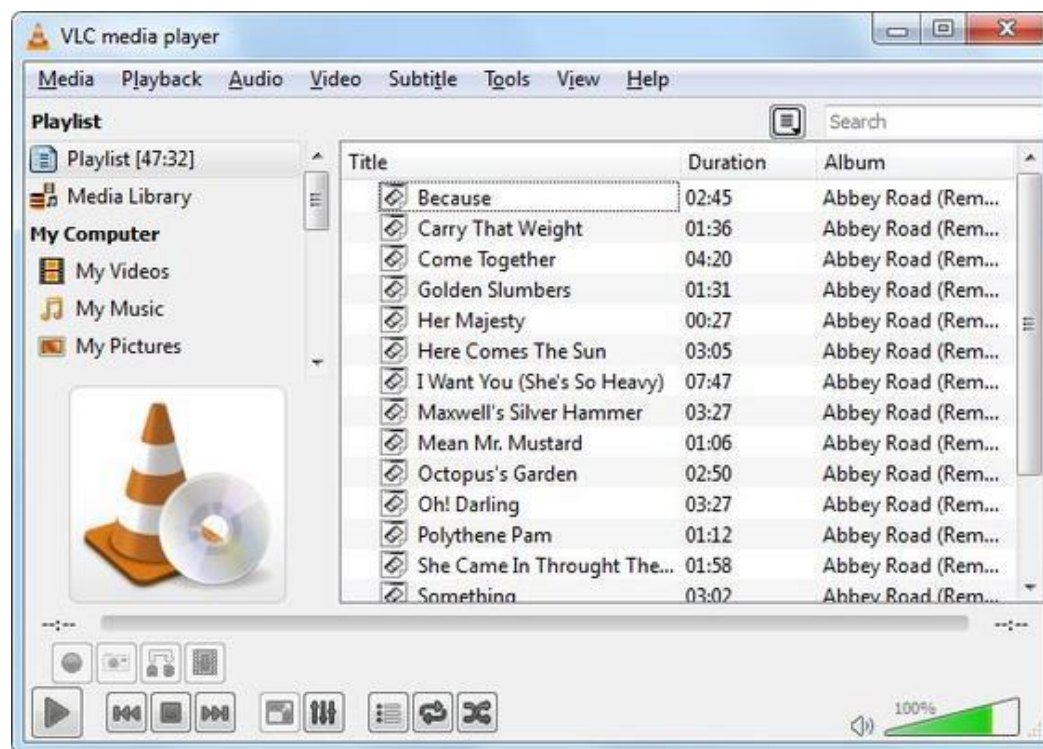 VLC media player
Media Playback Audio Video Subtitle Tools View Help
Playlist
Search
Playlist [47:32]
Media Library
My Computer
My Videos
My Music
My Pictures
Title Duration Album
Because 02:45 Abbey Road (Rem...
Carry That Weight 01:36 Abbey Road (Rem...
Come Together 04:20 Abbey Road (Rem...
Golden Slumbers 01:31 Abbey Road (Rem...
Her Majesty 00:27 Abbey Road (Rem...
Here Comes The Sun 03:05 Abbey Road (Rem...
I Want You (She's So Heavy) 07:47 Abbey Road (Rem...
Maxwell's Silver Hammer 03:27 Abbey Road (Rem...
Mean Mr. Mustard 01:06 Abbey Road (Rem...
Octopus's Garden 02:50 Abbey Road (Rem...
Oh! Darling 03:27 Abbey Road (Rem...
Polythene Pam 01:12 Abbey Road (Rem...
She Came In Throught The... 01:58 Abbey Road (Rem...
Something 03:02 Abbey Road (Rem...
--:-- --:--
100%